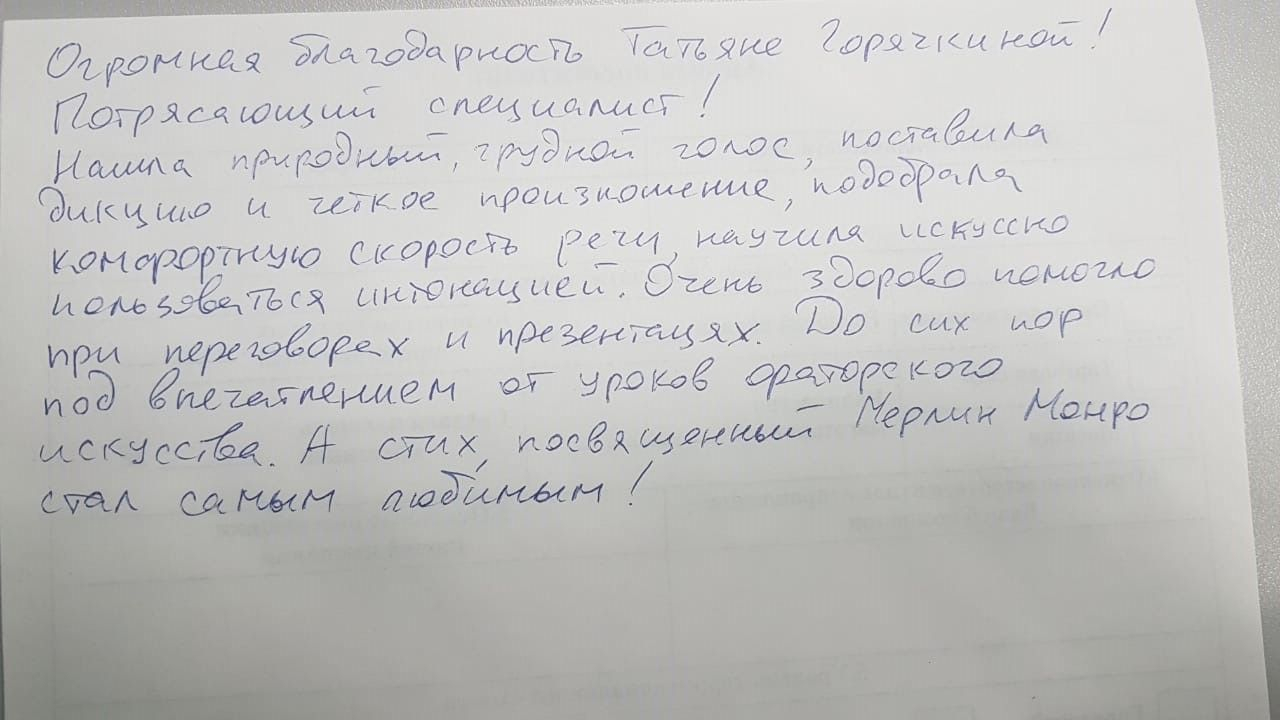 Огромная благодарность Татьяне Горячкиной!
Потрясающий специалист!
Нашла природный, грудной голос, поставила
дикцию и четкое произношение, подобрала
комфортную скорость речи, научила искуссно
пользоваться интонацией. Очень здорово помогло
при переговорах и презентациях. До сих пор
под впечатлением от уроков ораторского
искусства. А стих, посвященный Мерлин Монро
стал самым любимым!